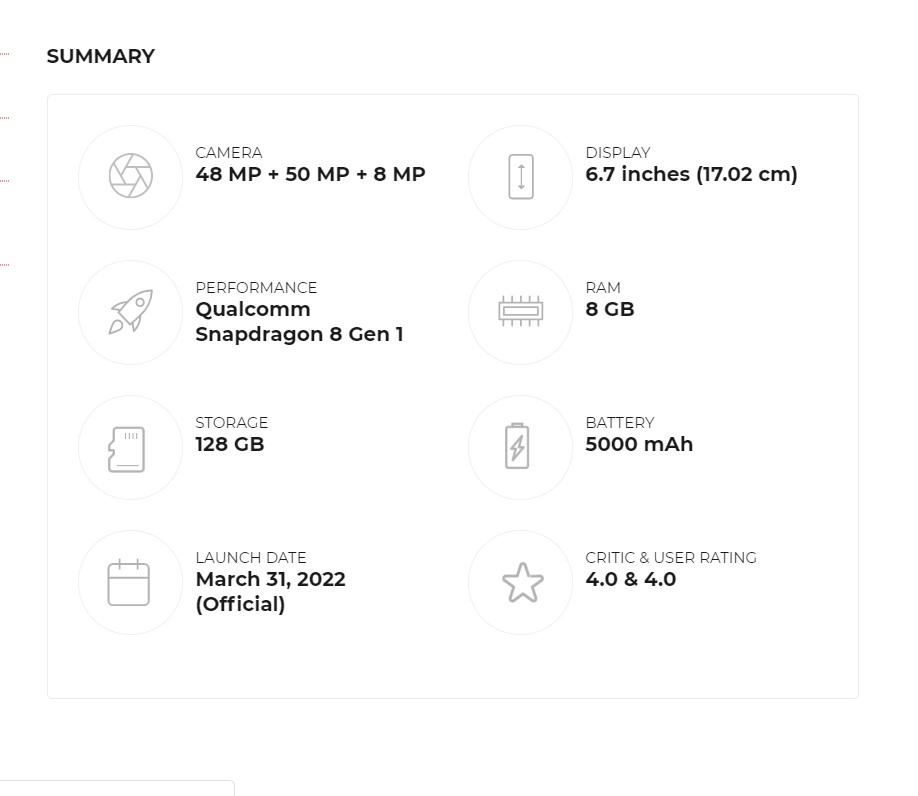 SUMMARY
CAMERA
48 MP + 50 MP + 8 MP
DISPLAY
6.7 inches (17.02 cm)
PERFORMANCE
Qualcomm
Snapdragon 8 Gen 1
RAM
8 GB
STORAGE
128 GB
BATTERY
5000 mAh
LAUNCH DATE
March 31, 2022
(Official)
CRITIC & USER RATING
4.0 & 4.0